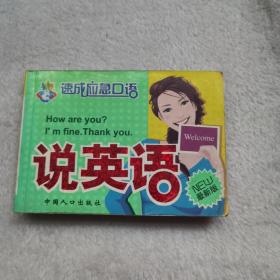 速成应急口语
How are you?
I'm fine.Thank you.
Welcome
说英语
NEW
最新版
中国人口出版社